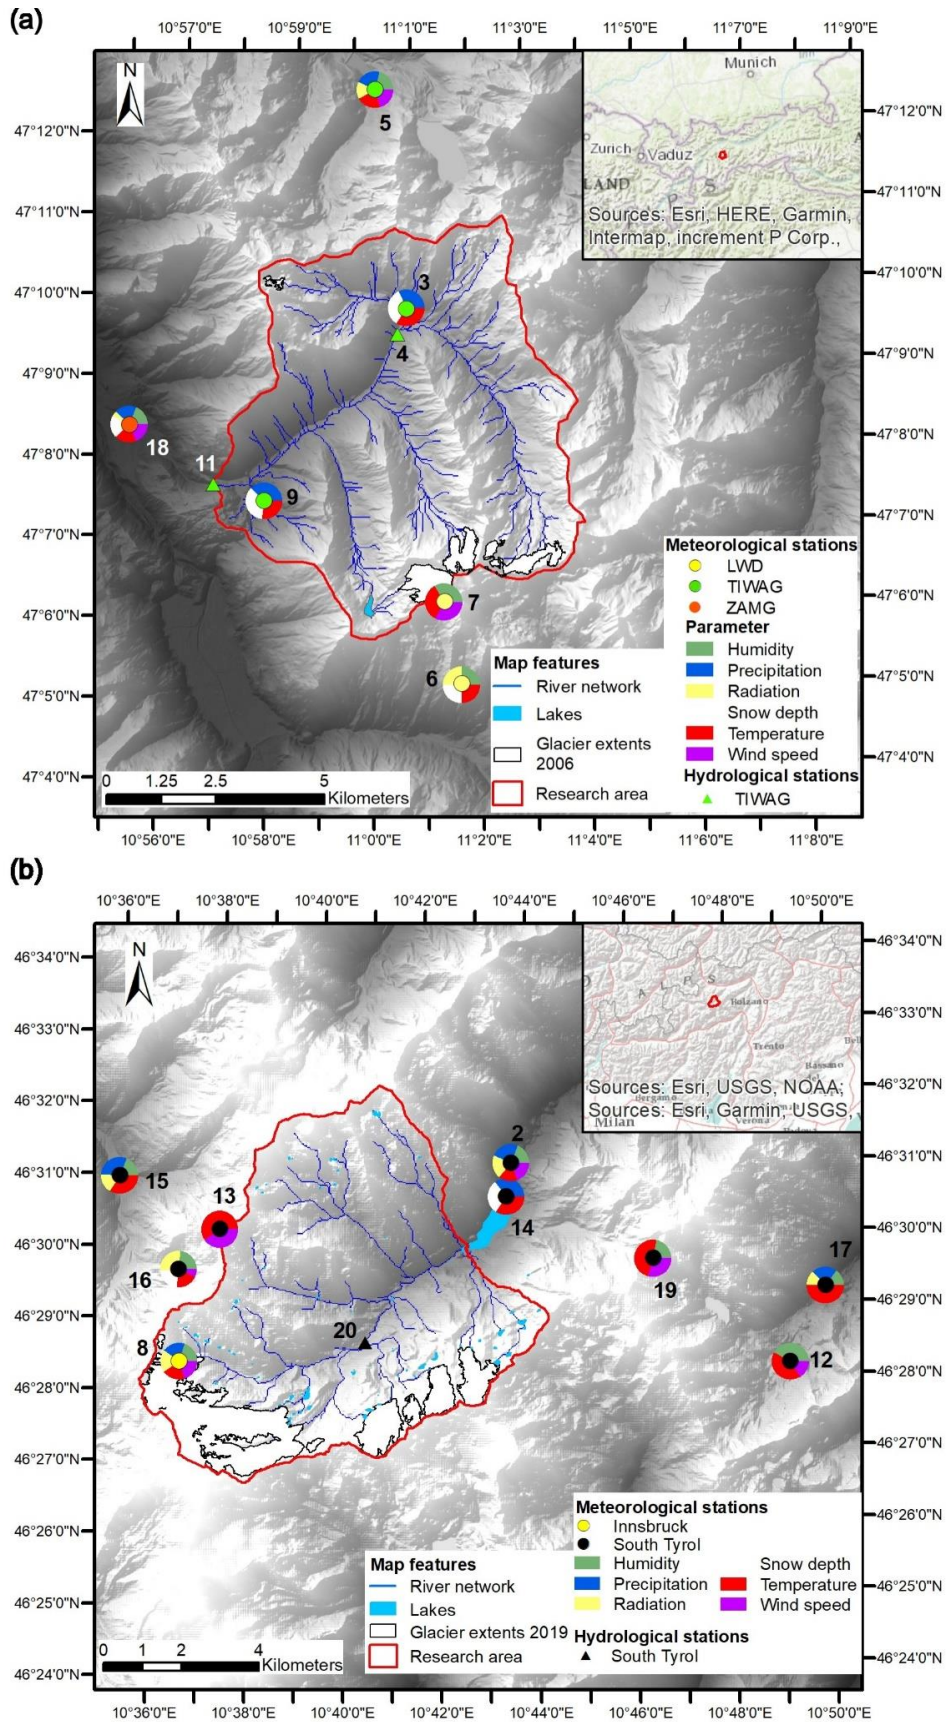 (a)
10°57'0"E 10°59'0"E 11°1'0"E 11°3'0"E 11°5'0"E 11°7'0"E 11°9'0"E
N
Munich
Zurich Vaduz
LAND P S
Sources: Esri, HERE, Garmin,
Intermap, increment P Corp.,
47°12'0"N
47°11'0"N
47°10'0"N
47°9'0"N
47°8'0"N
47°7'0"N
47°6'0"N
47°5'0"N
47°4'0"N
47°12'0"N
47°11'0"N
47°10'0"N
47°9'0"N
47°8'0"N
47°7'0"N
47°6'0"N
47°5'0"N
47°4'0"N
5
3
4
18
11
9
7
6
Meteorological stations
LWD
TIWAG
ZAMG
Parameter
Humidity
Precipitation
Radiation
Snow depth
Temperature
Wind speed
Hydrological stations
TIWAG
Map features
River network
Lakes
Glacier extents
2006
Research area
0 1.25 2.5 5
Kilometers
10°56'0"E 10°58'0"E 11°0'0"E 11°2'0"E 11°4'0"E 11°6'0"E 11°8'0"E
(b)
10°36'0"E 10°38'0"E 10°40'0"E 10°42'0"E 10°44'0"E 10°46'0"E 10°48'0"E 10°50'0"E
N
A L P S
Bolzano
Trento
Bassano
del
Bergamo
Milan
Verona
Padova
Sources: Esri, USGS, NOAA;
Sources: Esri, Garmin, USGS,
46°34'0"N
46°33'0"N
46°32'0"N
46°31'0"N
46°30'0"N
46°29'0"N
46°28'0"N
46°27'0"N
46°26'0"N
46°25'0"N
46°24'0"N
46°34'0"N
46°33'0"N
46°32'0"N
46°31'0"N
46°30'0"N
46°29'0"N
46°28'0"N
46°27'0"N
46°26'0"N
46°25'0"N
46°24'0"N
2
15
13
14
16
19
17
20
8
12
Meteorological stations
Innsbruck
South Tyrol
Humidity
Precipitation
Radiation
Snow depth
Temperature
Wind speed
Hydrological stations
South Tyrol
Map features
River network
Lakes
Glacier extents 2019
Research area
0 1 2 4
Kilometers
10°36'0"E 10°38'0"E 10°40'0"E 10°42'0"E 10°44'0"E 10°46'0"E 10°48'0"E 10°50'0"E